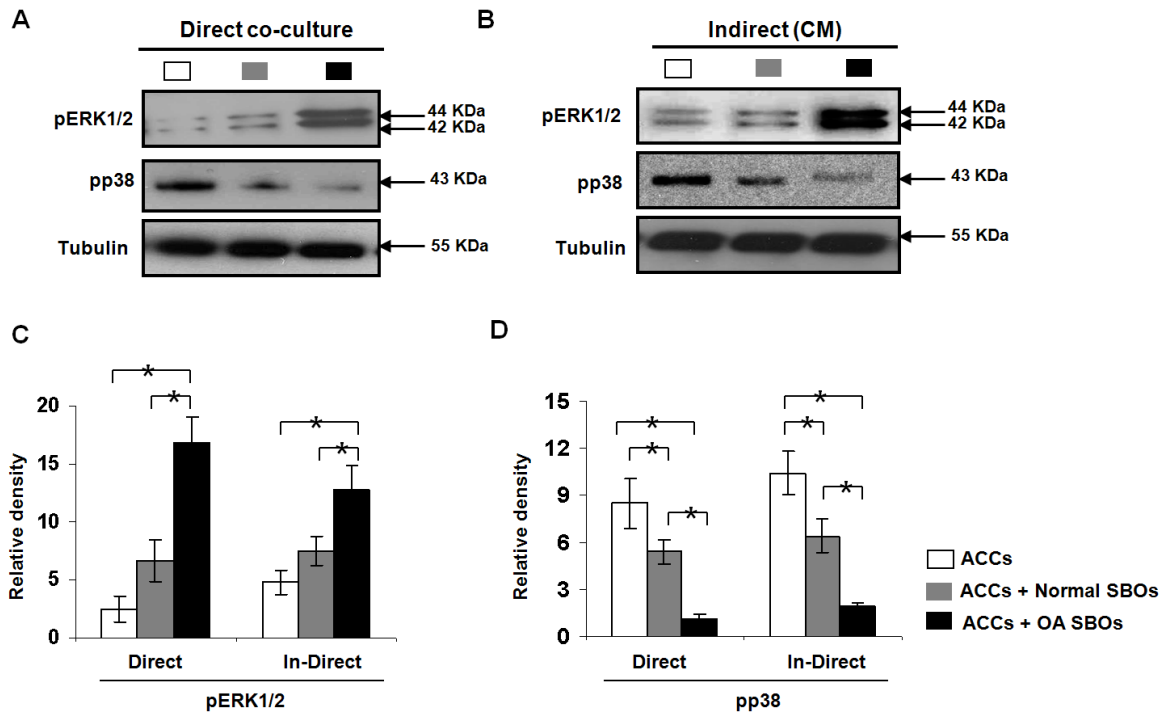 A
Direct co-culture
pERK1/2
44 KDa
42 KDa
pp38
43 KDa
Tubulin
55 KDa
B
Indirect (CM)
pERK1/2
44 KDa
42 KDa
pp38
43 KDa
Tubulin
55 KDa
C
Relative density
20
15
10
5
0
*
*
*
*
Direct
In-Direct
pERK1/2
D
Relative density
15
12
9
6
3
0
*
*
*
*
*
*
Direct
In-Direct
pp38
ACCs
ACCs + Normal SBOs
ACCs + OA SBOs